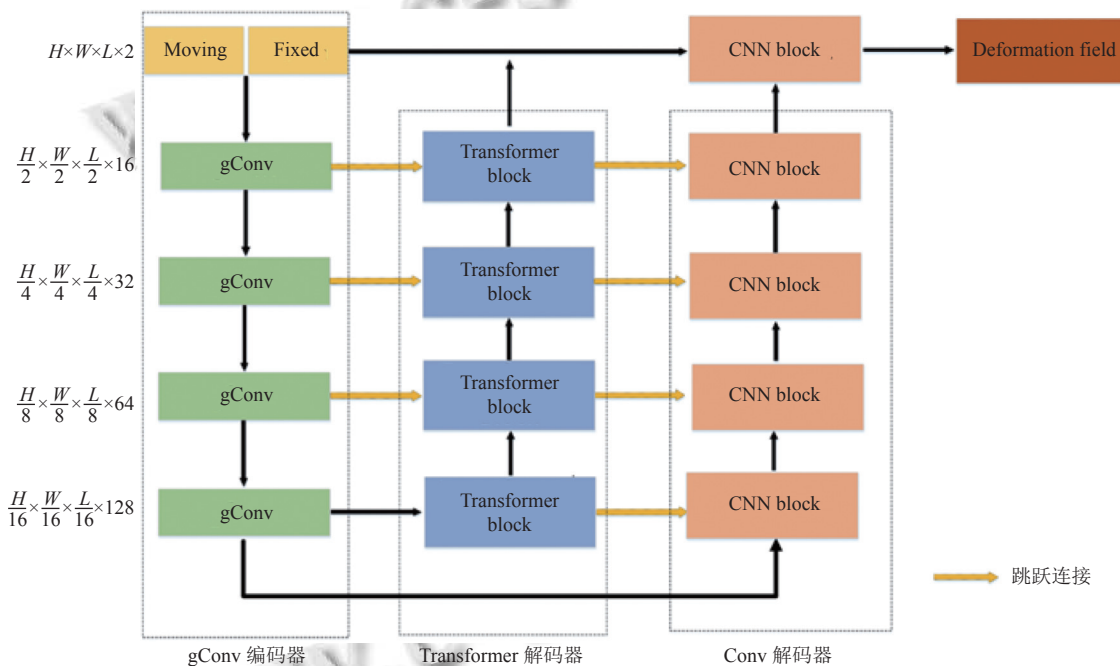 H×W×L×2
Moving
Fixed
CNN block
Deformation field
H/2×W/2×L/2×16
gConv
Transformer
block
CNN block
H/4×W/4×L/4×32
gConv
Transformer
block
CNN block
H/8×W/8×L/8×64
gConv
Transformer
block
CNN block
H/16×W/16×L/16×128
gConv
Transformer
block
CNN block
跳跃连接
gConv 编码器
Transformer 解码器
Conv 解码器